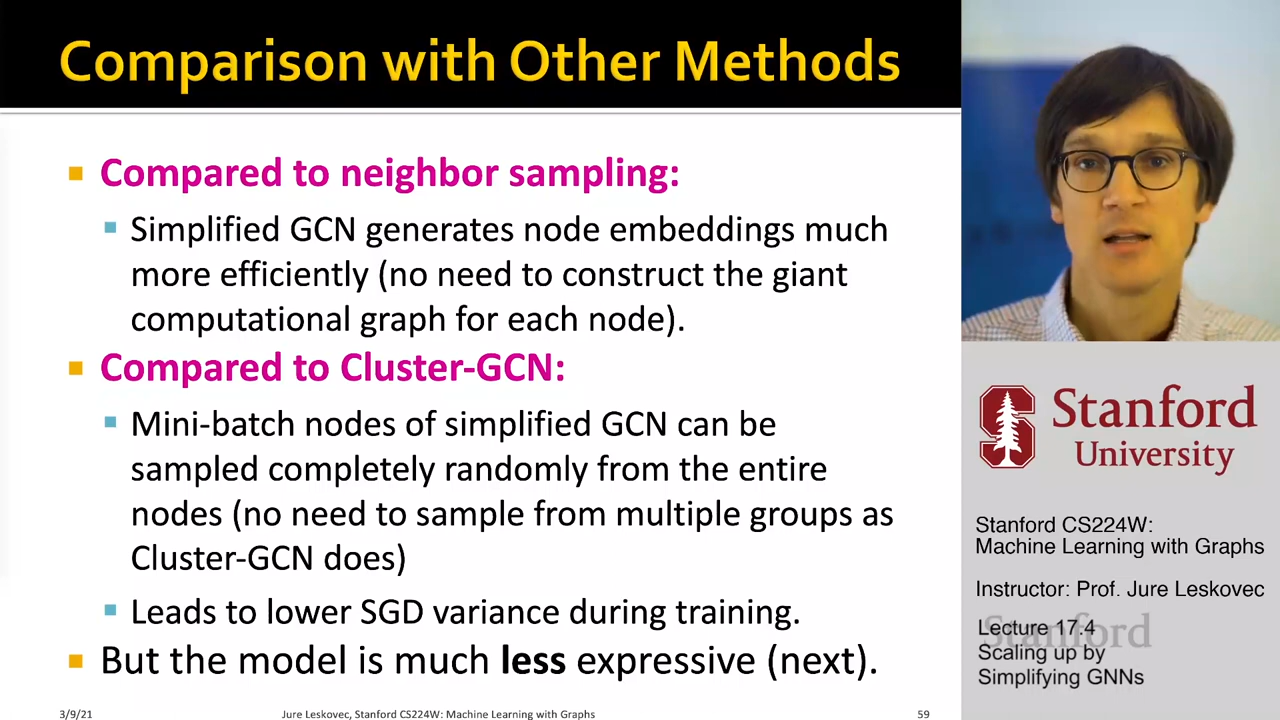 Comparison with Other Methods
Compared to neighbor sampling:
Simplified GCN generates node embeddings much
more efficiently (no need to construct the giant
computational graph for each node).
Compared to Cluster-GCN:
Mini-batch nodes of simplified GCN can be
sampled completely randomly from the entire
nodes (no need to sample from multiple groups as
Cluster-GCN does)
Leads to lower SGD variance during training.
But the model is much less expressive (next).
3/9/21
Jure Leskovec, Stanford CS224W: Machine Learning with Graphs
59
Stanford
University
Stanford CS224W:
Machine Learning with Graphs
Instructor: Prof. Jure Leskovec
Stanford
Lecture 17.4
Scaling up by
Simplifying GNNs